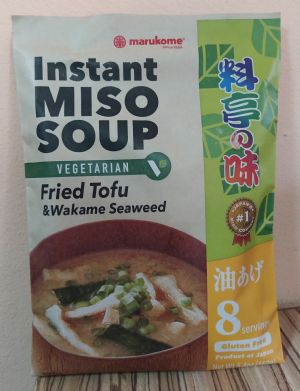 marukome®
Instant
MISO
SOUP
VEGETARIAN
Fried Tofu
& Wakame Seaweed
料亭の味
#1
油あげ
8 servings
Gluten Free
Product of Japan